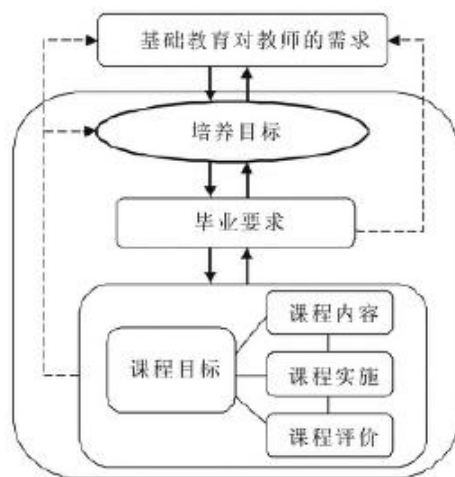 基础教育对教师的需求
培养目标
毕业要求
课程内容
课程目标
课程实施
课程评价